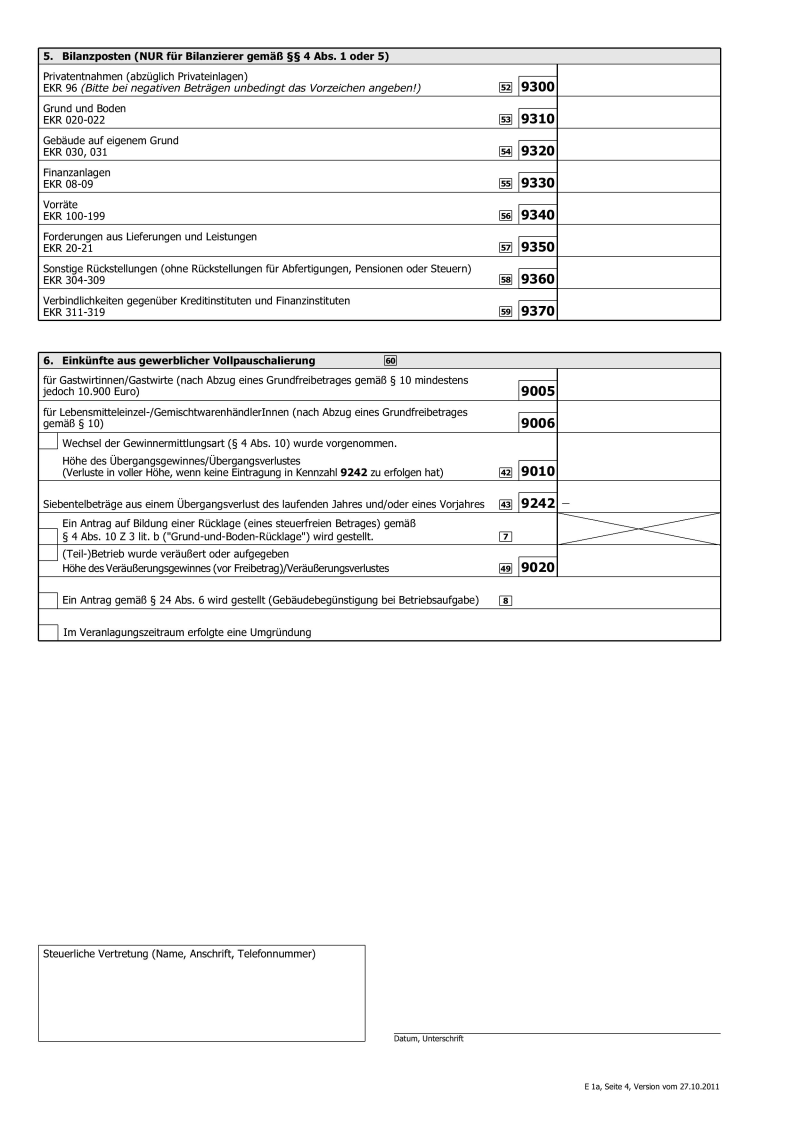 5. Bilanzposten (NUR für Bilanzierer gemäß §§ 4 Abs. 1 oder 5)
Privatentnahmen (abzüglich Privateinlagen)
EKR 96 (Bitte bei negativen Beträgen unbedingt das Vorzeichen angeben!) 52 9300
Grund und Boden
EKR 020-022 53 9310
Gebäude auf eigenem Grund
EKR 030, 031 54 9320
Finanzanlagen
EKR 08-09 55 9330
Vorräte
EKR 100-199 56 9340
Forderungen aus Lieferungen und Leistungen
EKR 20-21 57 9350
Sonstige Rückstellungen (ohne Rückstellungen für Abfertigungen, Pensionen oder Steuern)
EKR 304-309 58 9360
Verbindlichkeiten gegenüber Kreditinstituten und Finanzinstituten
EKR 311-319 59 9370
6. Einkünfte aus gewerblicher Vollpauschalierung 60
für Gastwirtinnen/Gastwirte (nach Abzug eines Grundfreibetrages gemäß § 10 mindestens
jedoch 10.900 Euro) 9005
für Lebensmitteleinzel-/GemischtwarenhändlerInnen (nach Abzug eines Grundfreibetrages
gemäß § 10) 9006
Wechsel der Gewinnermittlungsart (§ 4 Abs. 10) wurde vorgenommen.
Höhe des Übergangsgewinnes/Übergangsverlustes
(Verluste in voller Höhe, wenn keine Eintragung in Kennzahl 9242 zu erfolgen hat) 42 9010
Siebentelbeträge aus einem Übergangsverlust des laufenden Jahres und/oder eines Vorjahres 43 9242 –
Ein Antrag auf Bildung einer Rücklage (eines steuerfreien Betrages) gemäß
§ 4 Abs. 10 Z 3 lit. b ("Grund-und-Boden-Rücklage") wird gestellt. 7
(Teil-)Betrieb wurde veräußert oder aufgegeben
Höhe des Veräußerungsgewinnes (vor Freibetrag)/Veräußerungsverlustes 49 9020
Ein Antrag gemäß § 24 Abs. 6 wird gestellt (Gebäudebegünstigung bei Betriebsaufgabe) 8
Im Veranlagungszeitraum erfolgte eine Umgründung
Steuerliche Vertretung (Name, Anschrift, Telefonnummer)
Datum, Unterschrift
E 1a, Seite 4, Version vom 27.10.2011